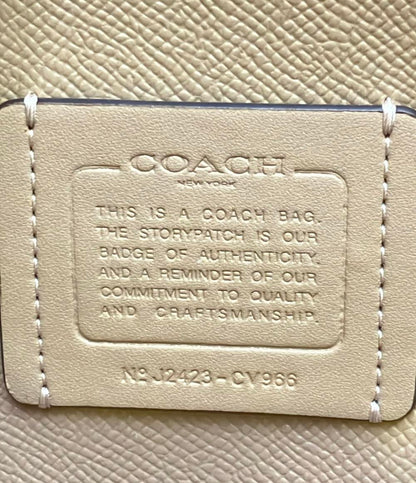 COACH
NEW YORK
THIS IS A COACH BAG.
THE STORYPATCH IS OUR
BADGE OF AUTHENTICITY,
AND A REMINDER OF OUR
COMMITMENT TO QUALITY
AND CRAFTSMANSHIP.
Nº J2423-CV966